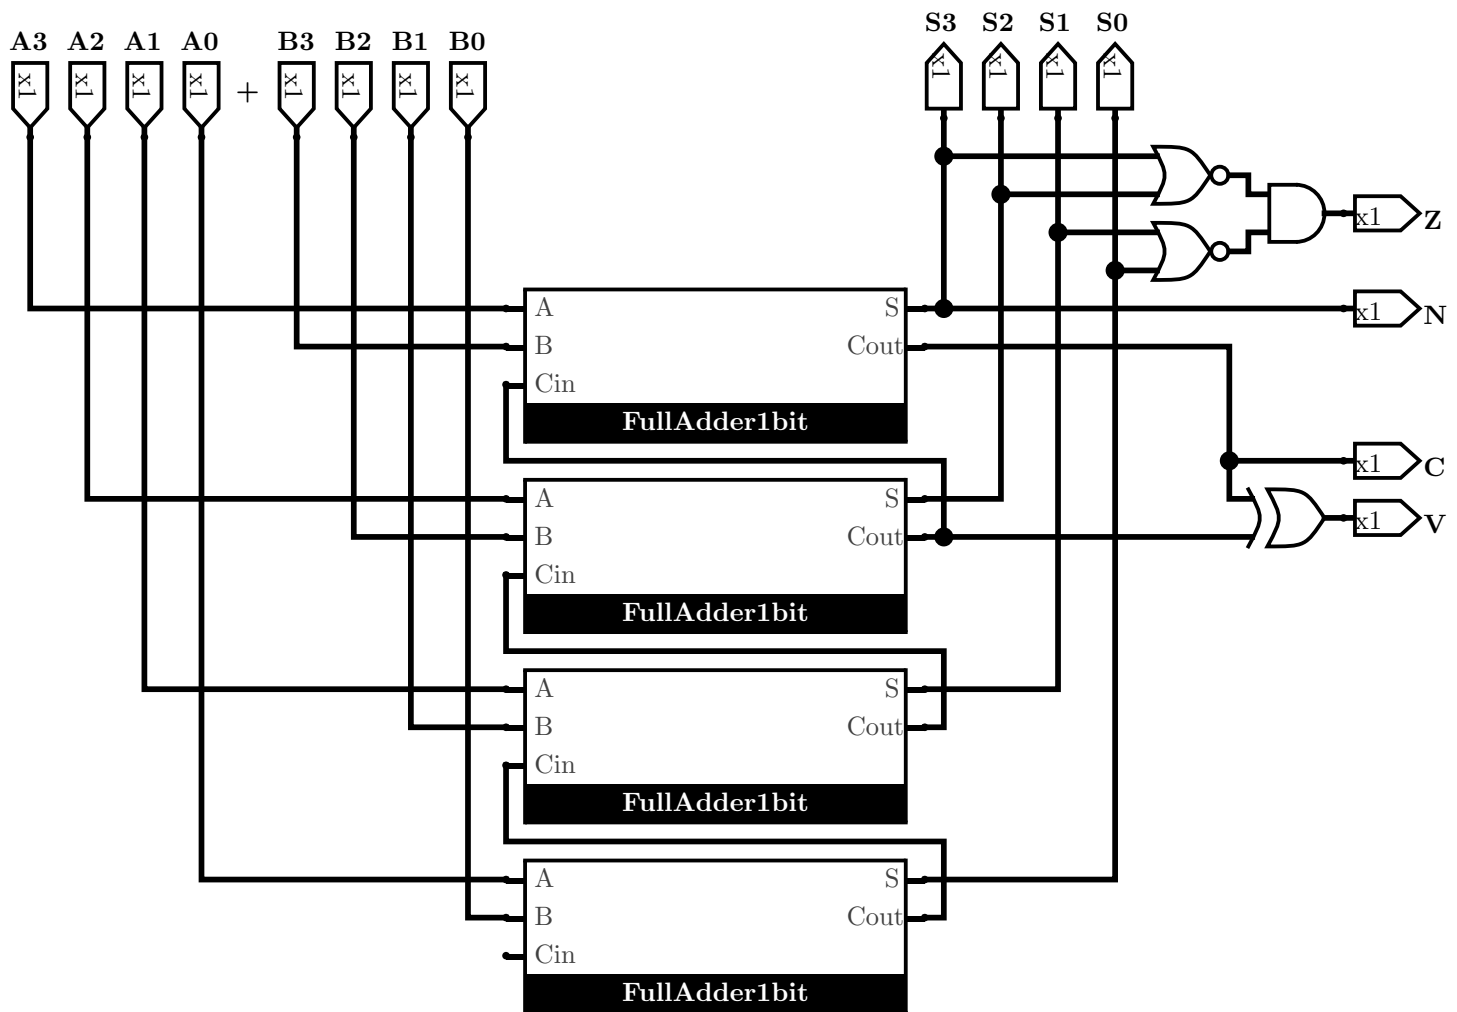 S3 S2 S1 S0
A3 A2 A1 A0 B3 B2 B1 B0
x1 x1 x1 x1
x1 x1 x1 x1 + x1 x1 x1 x1
x1 Z
A S x1 N
B Cout
Cin
FullAdder1bit
x1 C
A S
x1 V
B Cout
Cin
FullAdder1bit
A S
B Cout
Cin
FullAdder1bit
A S
B Cout
Cin
FullAdder1bit